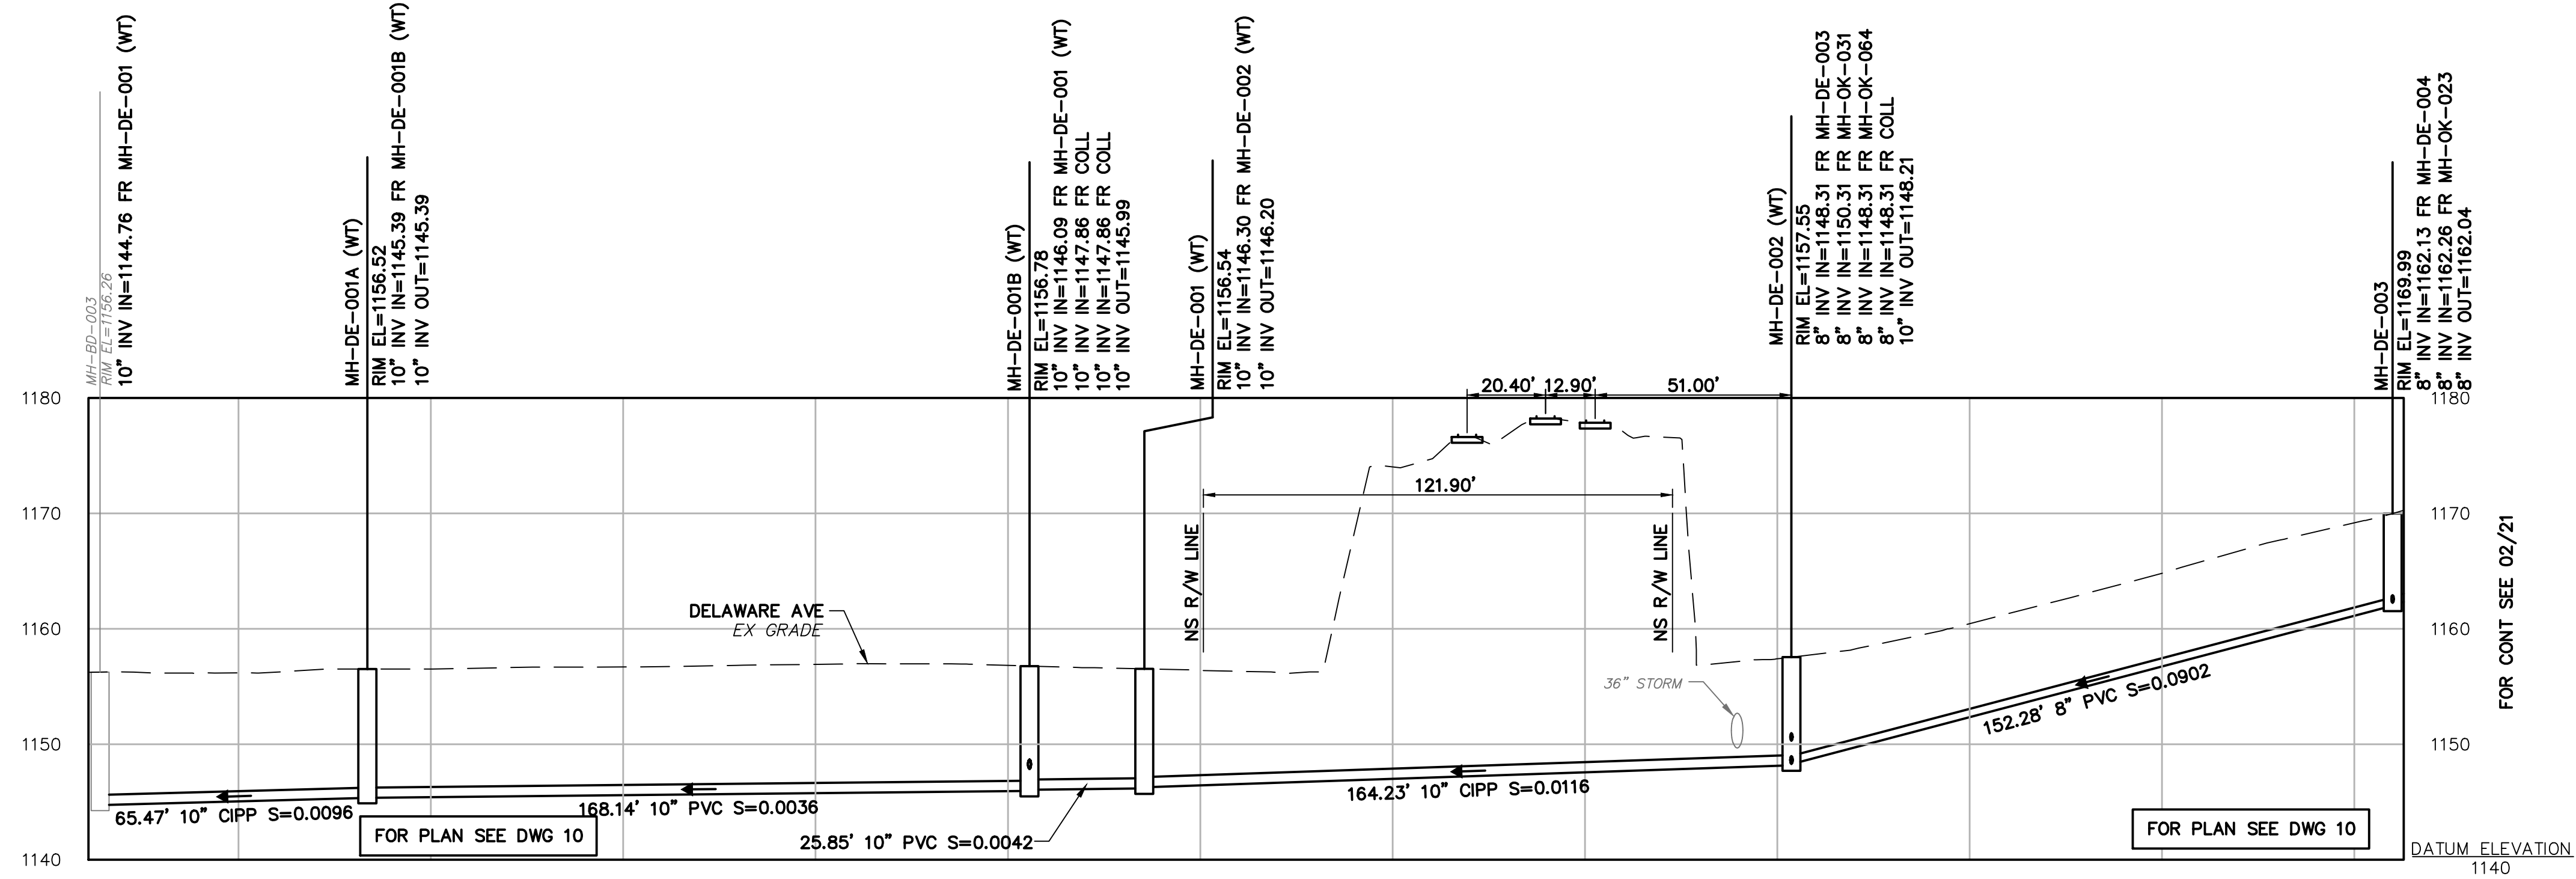 MH-BD-003
RIM EL=1156.26
10" INV IN=1144.76 FR MH-DE-001 (WT)
MH-DE-001A (WT)
RIM EL=1156.52
10" INV IN=1145.39 FR MH-DE-001B (WT)
10" INV OUT=1145.39
MH-DE-001B (WT)
RIM EL=1156.78
10" INV IN=1146.09 FR MH-DE-001 (WT)
10" INV IN=1147.86 FR COLL
10" INV IN=1147.86 FR COLL
10" INV OUT=1145.99
MH-DE-001 (WT)
RIM EL=1156.54
10" INV IN=1146.30 FR MH-DE-002 (WT)
10" INV OUT=1146.20
MH-DE-002 (WT)
RIM EL=1157.55
8" INV IN=1148.31 FR MH-DE-003
8" INV IN=1150.31 FR MH-OK-031
8" INV IN=1148.31 FR MH-OK-064
8" INV IN=1148.31 FR COLL
10" INV OUT=1148.21
MH-DE-003
RIM EL=1169.99
8" INV IN=1162.13 FR MH-DE-004
8" INV IN=1162.26 FR MH-OK-023
8" INV OUT=1162.04
20.40' 12.90' 51.00'
1180
1180
121.90'
1170
1170
NS R/W LINE
NS R/W LINE
FOR CONT SEE 02/21
DELAWARE AVE
EX GRADE
1160
1160
36" STORM
152.28' 8" PVC S=0.0902
1150
1150
65.47' 10" CIPP S=0.0096
168.14' 10" PVC S=0.0036
25.85' 10" PVC S=0.0042
164.23' 10" CIPP S=0.0116
FOR PLAN SEE DWG 10
FOR PLAN SEE DWG 10
1140
DATUM ELEVATION
1140